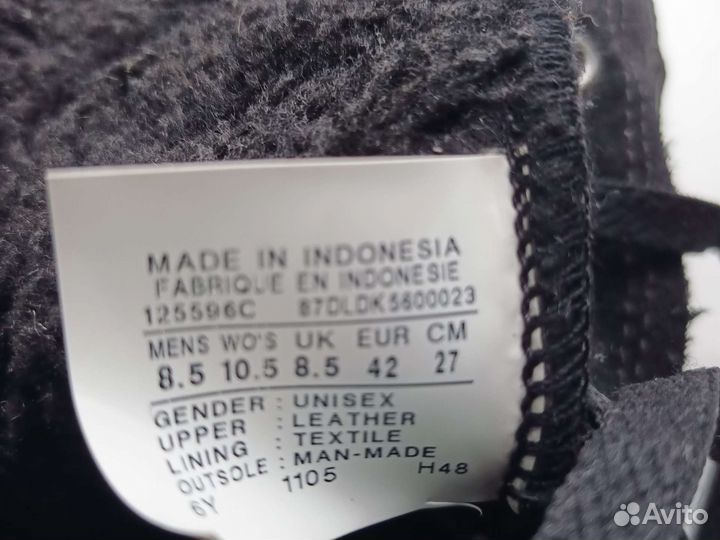 MADE IN INDONESIA
FABRIQUE EN INDONESIE
125596C 87DLDK5600023
MENS WO'S UK EUR CM
8.5 10.5 8.5 42 27
GENDER : UNISEX
UPPER : LEATHER
LINING : TEXTILE
OUTSOLE : MAN-MADE
6Y 1105 H48
Avito